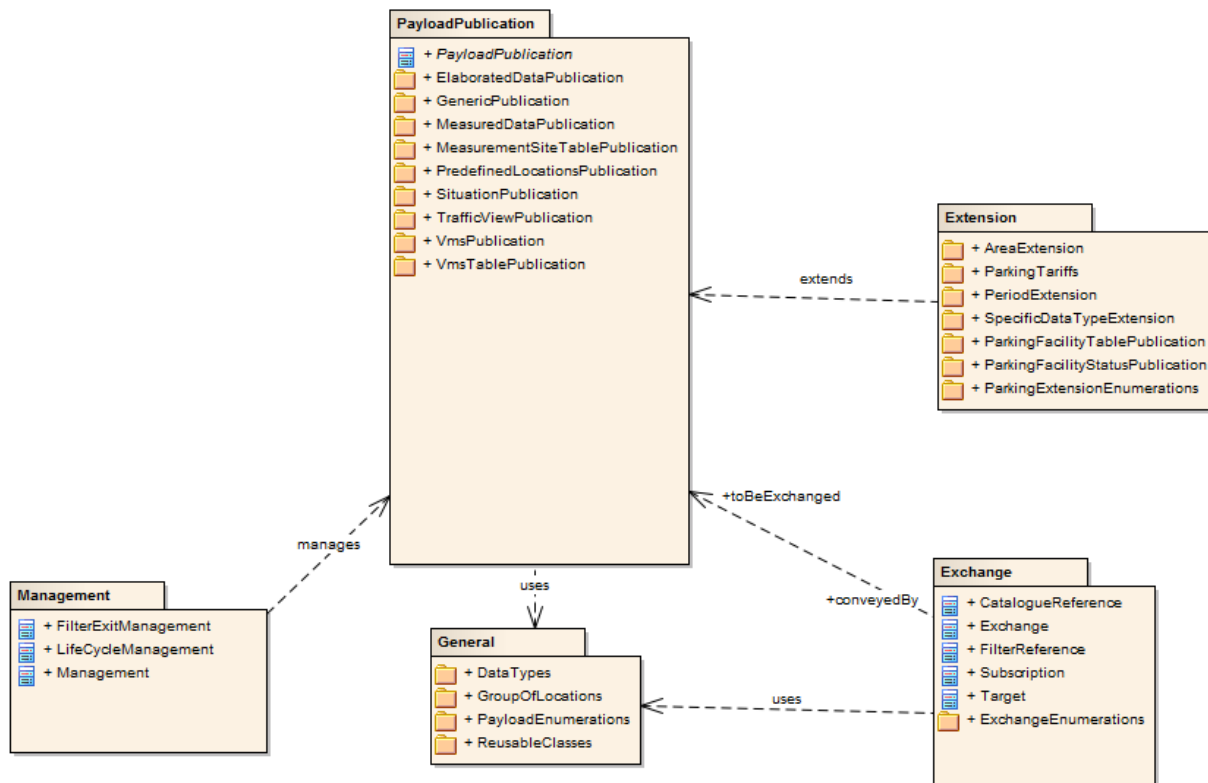 PayloadPublication
+ PayloadPublication
+ ElaboratedDataPublication
+ GenericPublication
+ MeasuredDataPublication
+ MeasurementSiteTablePublication
+ PredefinedLocationsPublication
+ SituationPublication
+ TrafficViewPublication
+ VmsPublication
+ VmsTablePublication
Extension
+ AreaExtension
+ ParkingTariffs
+ PeriodExtension
+ SpecificDataTypeExtension
+ ParkingFacilityTablePublication
+ ParkingFacilityStatusPublication
+ ParkingExtensionEnumerations
extends
+toBeExchanged
manages
uses
+conveyedBy
Management
+ FilterExitManagement
+ LifeCycleManagement
+ Management
General
+ DataTypes
+ GroupOfLocations
+ PayloadEnumerations
+ ReusableClasses
uses
Exchange
+ CatalogueReference
+ Exchange
+ FilterReference
+ Subscription
+ Target
+ ExchangeEnumerations